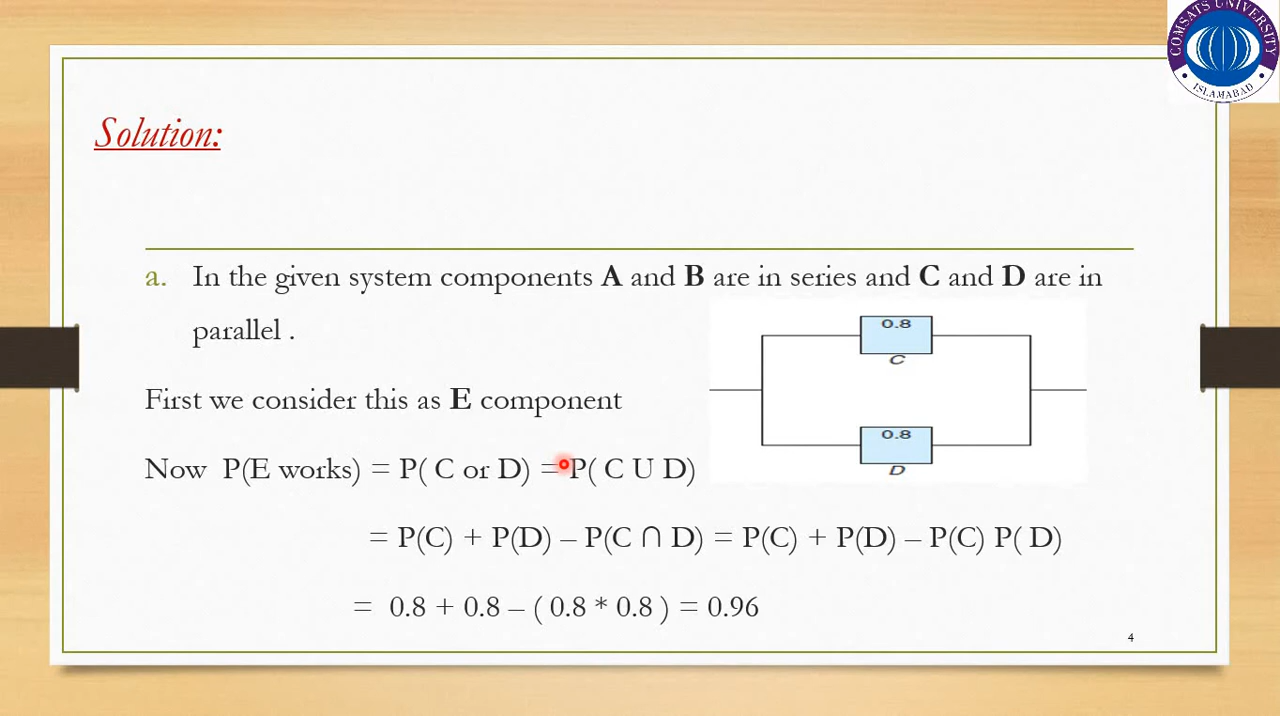 COMSATS UNIVERSITY
ISLAMABAD
Solution:
a. In the given system components A and B are in series and C and D are in
parallel .
0.8
C
First we consider this as E component
0.8
D
Now P(E works) = P( C or D) = P( C U D)
= P(C) + P(D) – P(C ∩ D) = P(C) + P(D) – P(C) P( D)
= 0.8 + 0.8 – ( 0.8 * 0.8 ) = 0.96
4